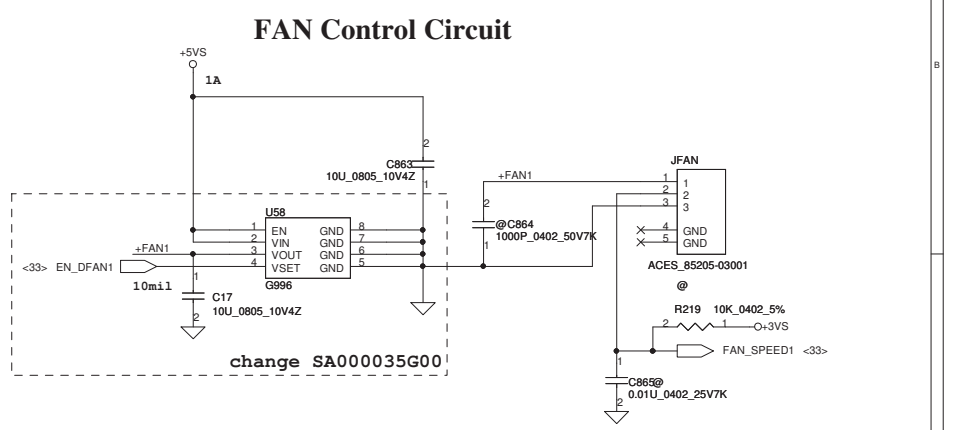 FAN Control Circuit
+5VS
1A
B
2
C863
10U_0805_10V4Z
1
JFAN
+FAN1
1 1
2 2
3 3
2
@C864
1000P_0402_50V7K
1
4 GND
5 GND
ACES_85205-03001
@
U58
1 EN GND 8
2 VIN GND 7
+FAN1 3 VOUT GND 6
<33> EN_DFAN1 4 VSET GND 5
G996
10mil
1
C17
10U_0805_10V4Z
2
change SA000035G00
R219 10K_0402_5%
2 1 +3VS
FAN_SPEED1 <33>
1
C865@
0.01U_0402_25V7K
2